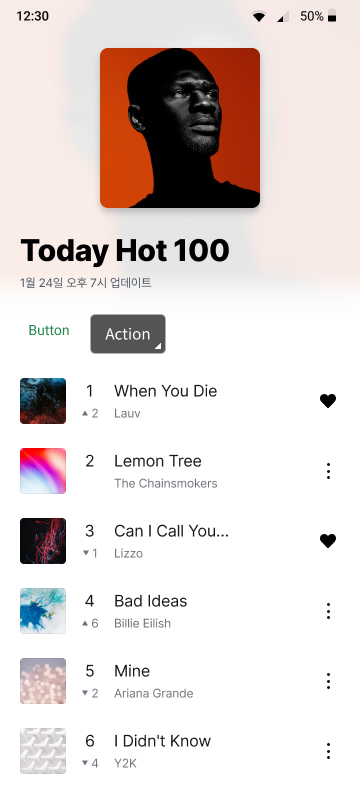 12:30
50%
Today Hot 100
1월 24일 오후 7시 업데이트
Button
Action
1 When You Die
2 Lauv
2 Lemon Tree
The Chainsmokers
3 Can I Call You...
1 Lizzo
4 Bad Ideas
6 Billie Eilish
5 Mine
2 Ariana Grande
6 I Didn't Know
4 Y2K